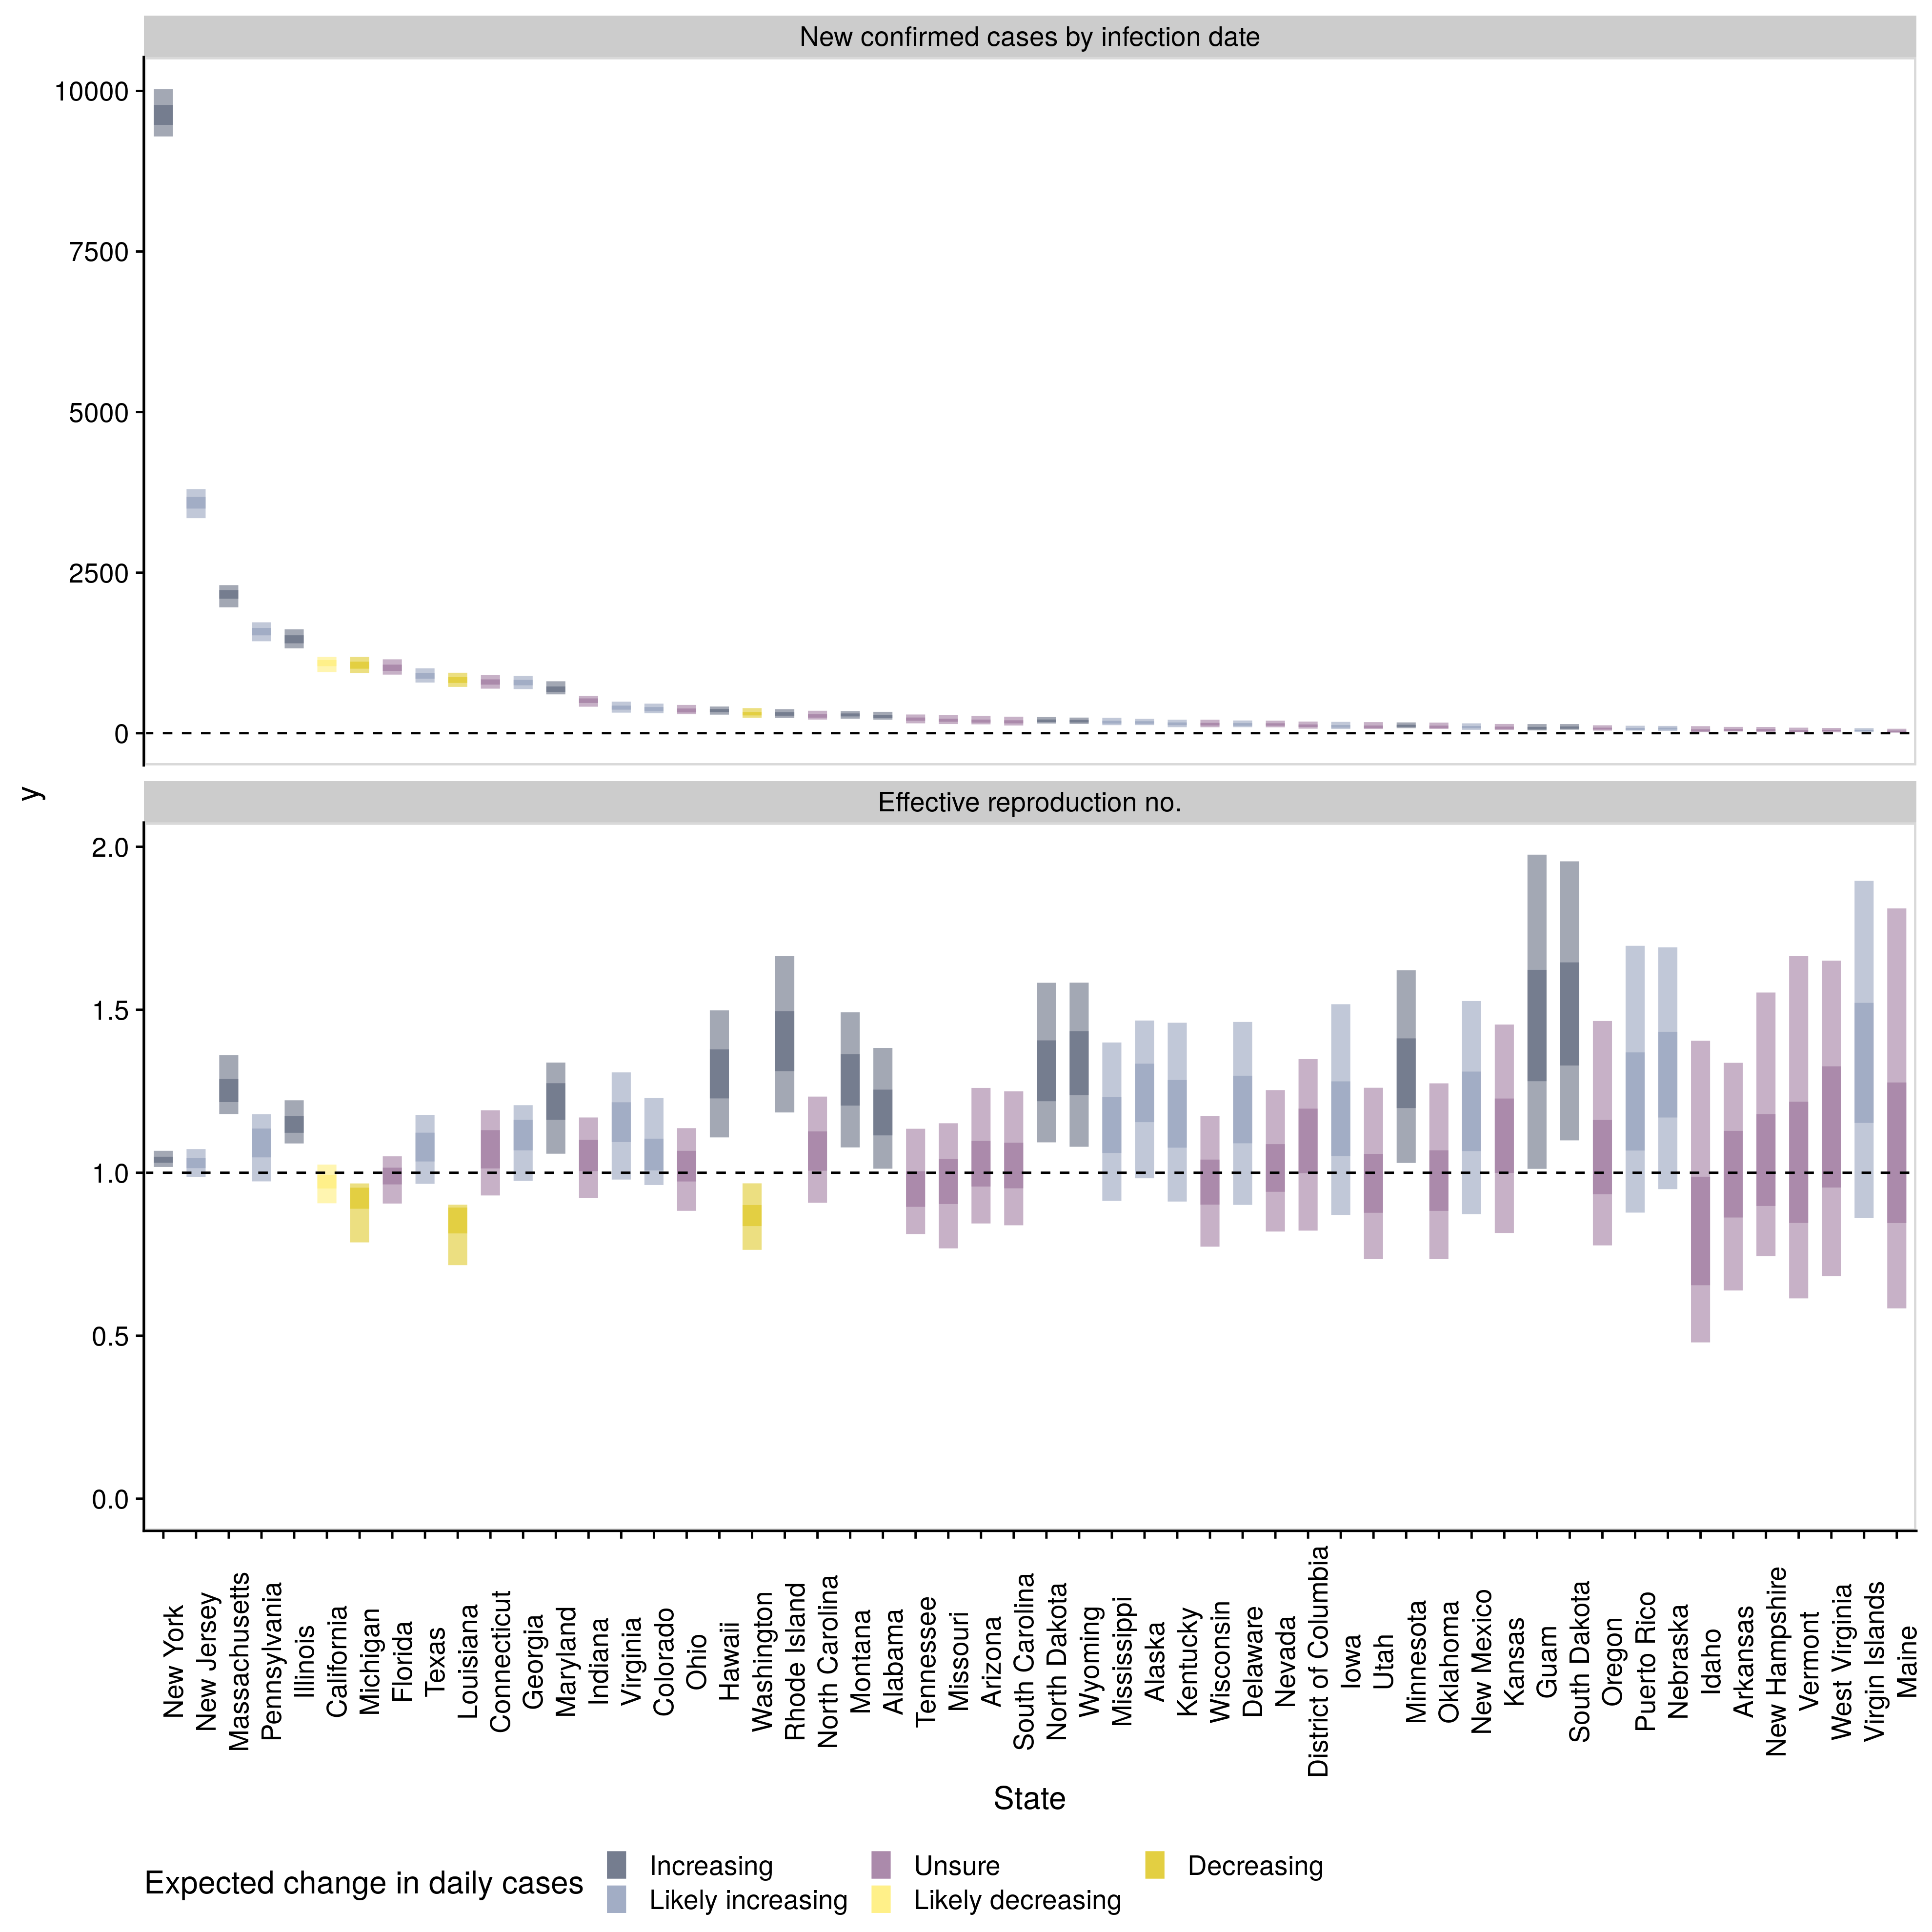 New confirmed cases by infection date
10000
7500
5000
2500
0
y
Effective reproduction no.
2.0
1.5
1.0
0.5
0.0
New York
New Jersey
Massachusetts
Pennsylvania
Illinois
California
Michigan
Florida
Texas
Louisiana
Connecticut
Georgia
Maryland
Indiana
Virginia
Colorado
Ohio
Hawaii
Washington
Rhode Island
North Carolina
Montana
Alabama
Tennessee
Missouri
Arizona
South Carolina
North Dakota
Wyoming
Mississippi
Alaska
Kentucky
Wisconsin
Delaware
Nevada
District of Columbia
Iowa
Utah
Minnesota
Oklahoma
New Mexico
Kansas
Guam
South Dakota
Oregon
Puerto Rico
Nebraska
Idaho
Arkansas
New Hampshire
Vermont
West Virginia
Virgin Islands
Maine
State
Expected change in daily cases
Increasing
Likely increasing
Unsure
Likely decreasing
Decreasing